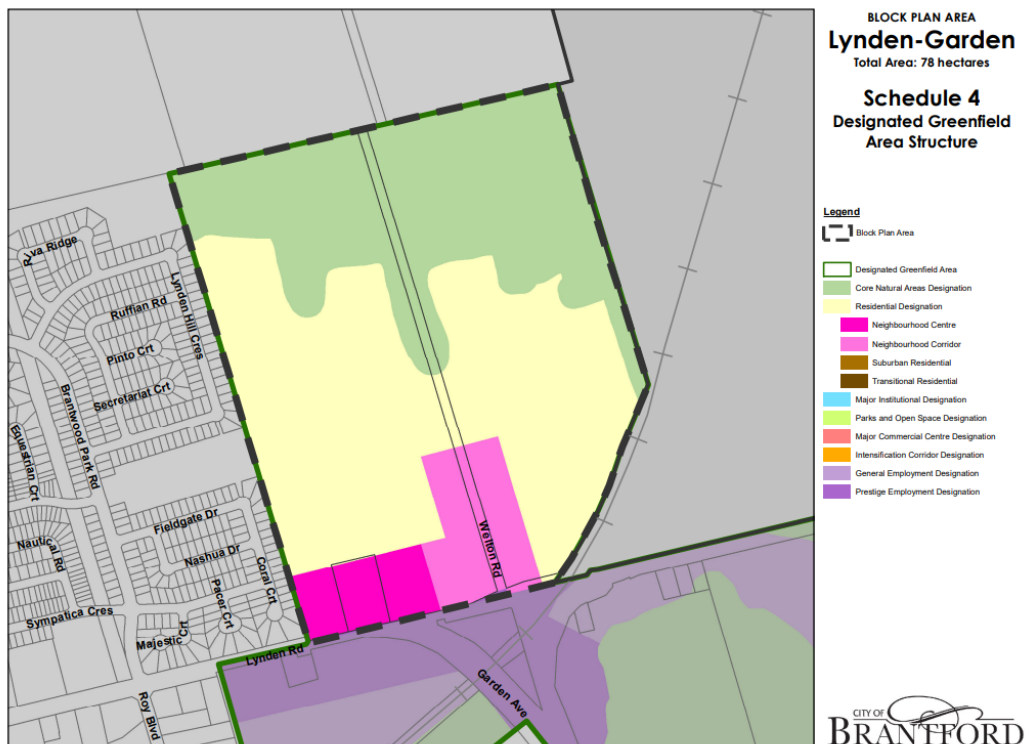 BLOCK PLAN AREA
Lynden-Garden
Total Area: 78 hectares
Schedule 4
Designated Greenfield
Area Structure
Legend
Block Plan Area
Designated Greenfield Area
Core Natural Areas Designation
Residential Designation
Neighbourhood Centre
Neighbourhood Corridor
Suburban Residential
Transitional Residential
Major Institutional Designation
Parks and Open Space Designation
Major Commercial Centre Designation
Intensification Corridor Designation
General Employment Designation
Prestige Employment Designation
Ruffian Rd
Lynden Hill Cres
Pinto Crt
Secretariat Crt
Brantwood Park Rd
Equestrian Crt
Fieldgate Dr
Nautical Rd
Nashua Dr
Coral Crt
Pacer Crt
Sympatica Cres
Majestic Crt
Lynden Rd
Roy Blvd
Welton Rd
Garden Ave
CITY OF
BRANTFORD